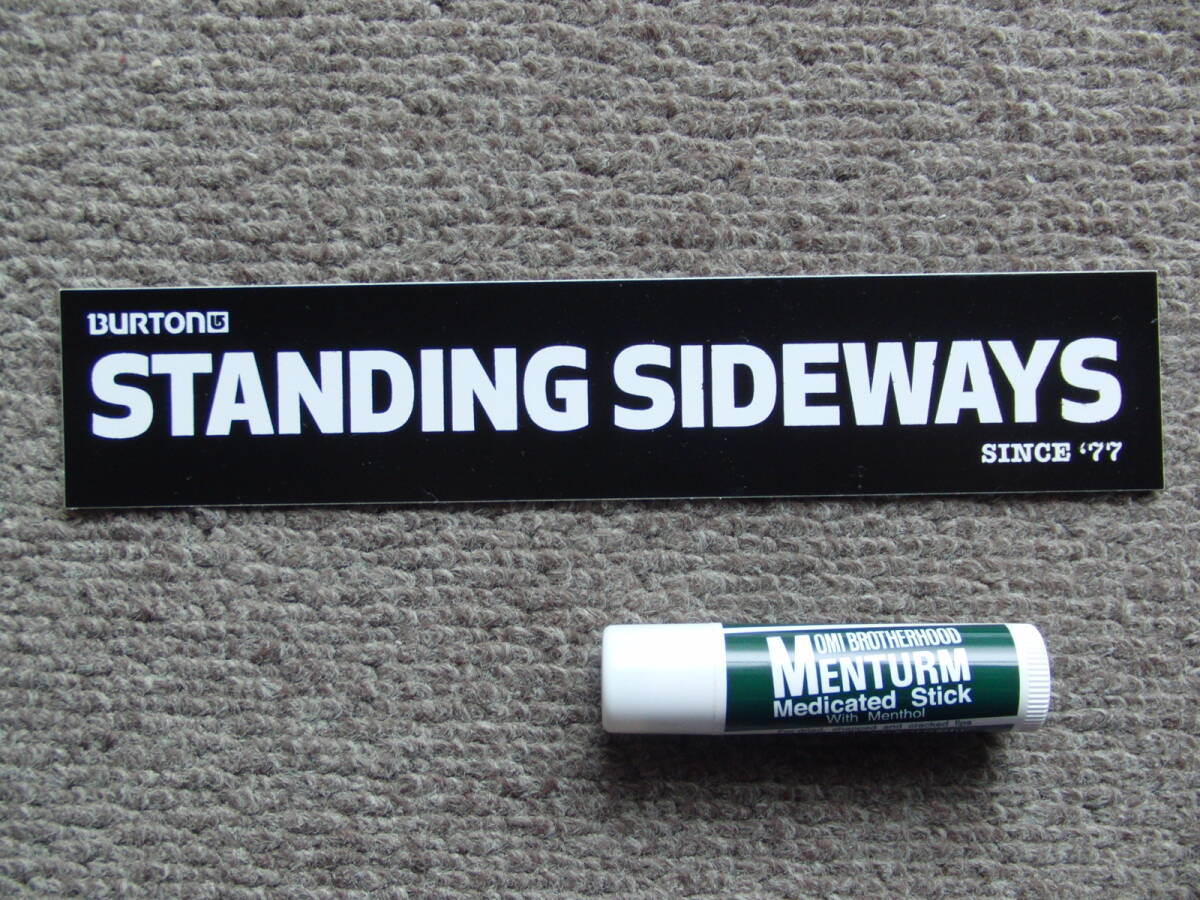 BURTON
STANDING SIDEWAYS
SINCE '77
OMI BROTHERHOOD
MENTURM
Medicated Stick
With Menthol